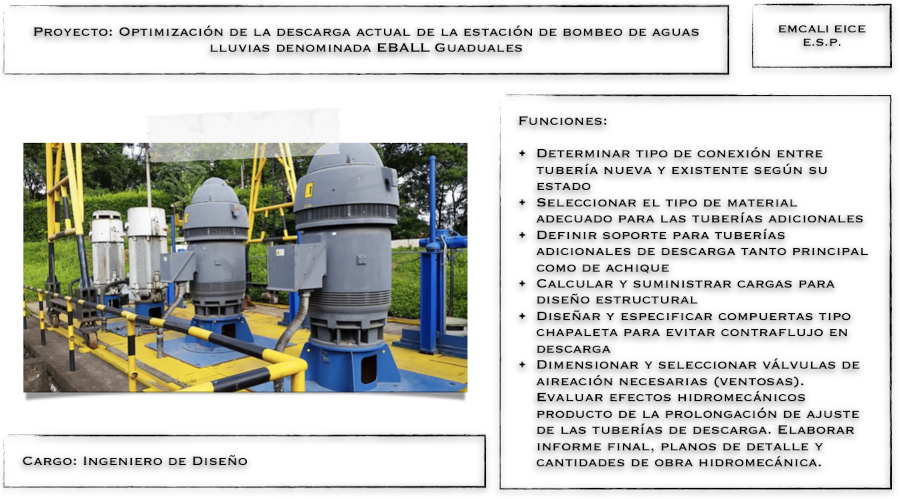 Proyecto: Optimización de la descarga actual de la estación de bombeo de aguas
lluvias denominada EBALL Guaduales
EMCALI EICE
E.S.P.
Funciones:
+ Determinar tipo de conexión entre
tubería nueva y existente según su
estado
+ Seleccionar el tipo de material
adecuado para las tuberías adicionales
+ Definir soporte para tuberías
adicionales de descarga tanto principal
como de achique
+ Calcular y suministrar cargas para
diseño estructural
+ Diseñar y especificar compuertas tipo
chapaleta para evitar contraflujo en
descarga
+ Dimensionar y seleccionar válvulas de
aireación necesarias (ventosas).
Evaluar efectos hidromecánicos
producto de la prolongación de ajuste
de las tuberías de descarga. Elaborar
informe final, planos de detalle y
cantidades de obra hidromecánica.
Cargo: Ingeniero de Diseño